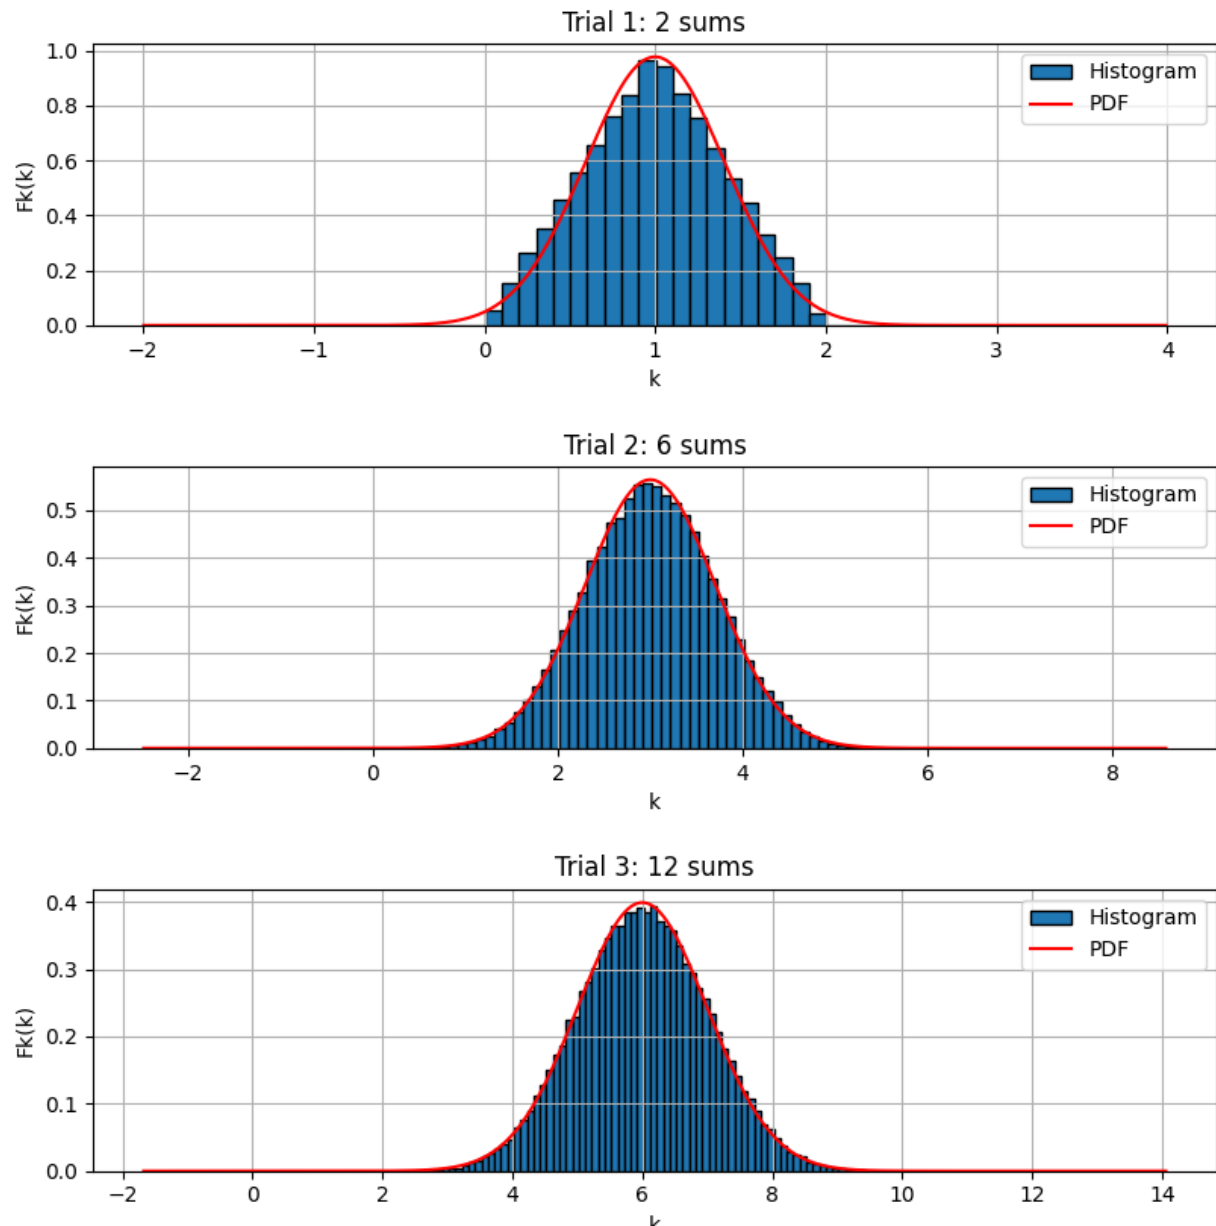 Trial 1: 2 sums
1.0
0.8
0.6
0.4
0.2
0.0
Fk(k)
Histogram
PDF
−2 −1 0 1 2 3 4
k
Trial 2: 6 sums
0.5
0.4
0.3
0.2
0.1
0.0
Fk(k)
Histogram
PDF
−2 0 2 4 6 8
k
Trial 3: 12 sums
0.4
0.3
0.2
0.1
0.0
Fk(k)
Histogram
PDF
−2 0 2 4 6 8 10 12 14
k